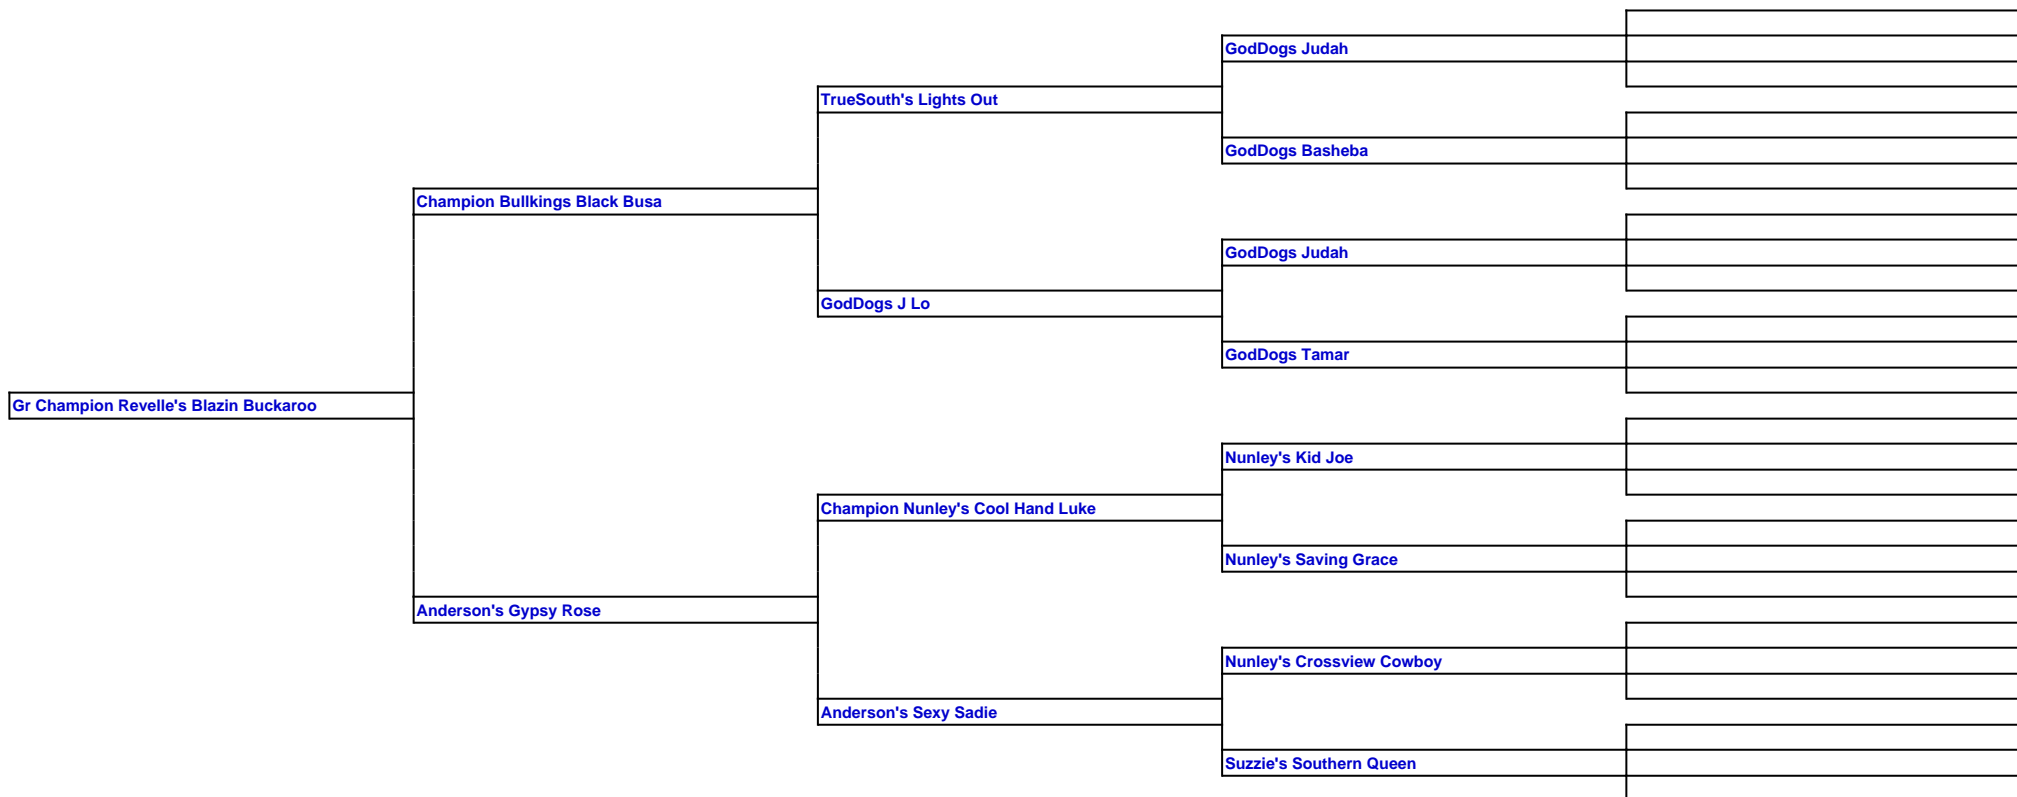 GodDogs Judah
TrueSouth's Lights Out
GodDogs Basheba
Champion Bullkings Black Busa
GodDogs Judah
GodDogs J Lo
GodDogs Tamar
Gr Champion Revelle's Blazin Buckaroo
Nunley's Kid Joe
Champion Nunley's Cool Hand Luke
Nunley's Saving Grace
Anderson's Gypsy Rose
Nunley's Crossview Cowboy
Anderson's Sexy Sadie
Suzzie's Southern Queen